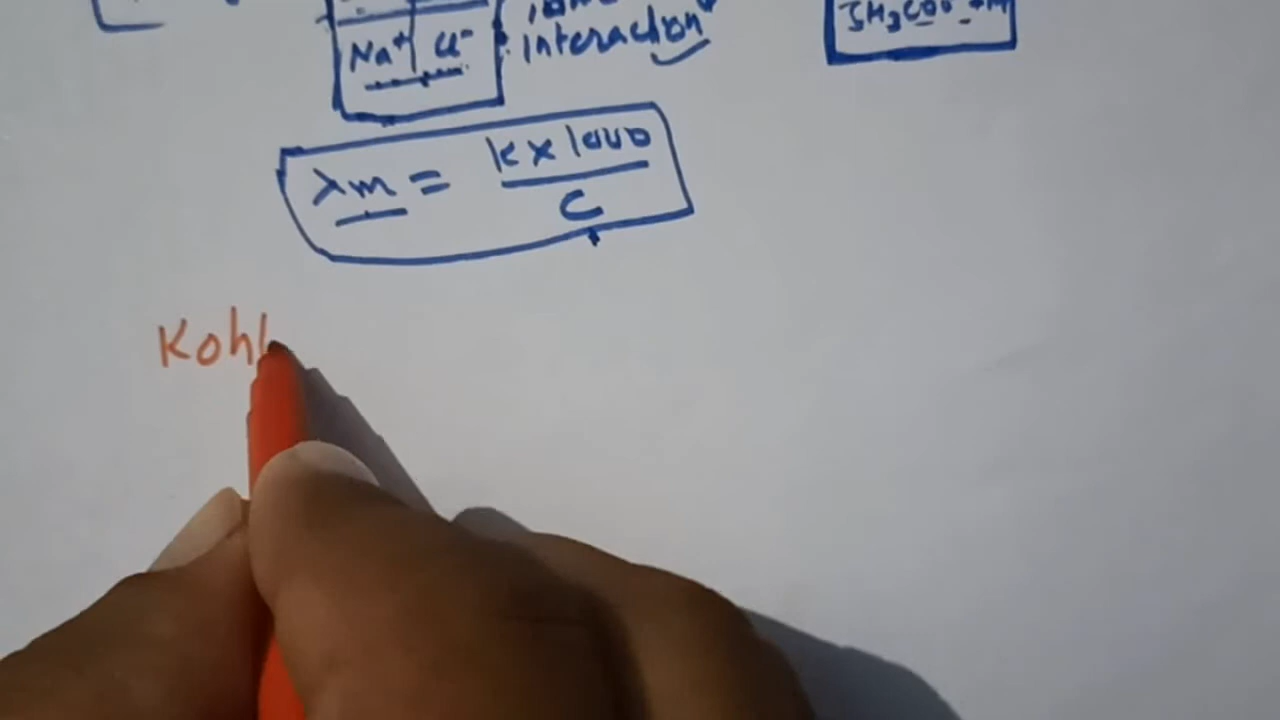 Na+ Cl-
interaction
λm = K x 1000
C
Kohl